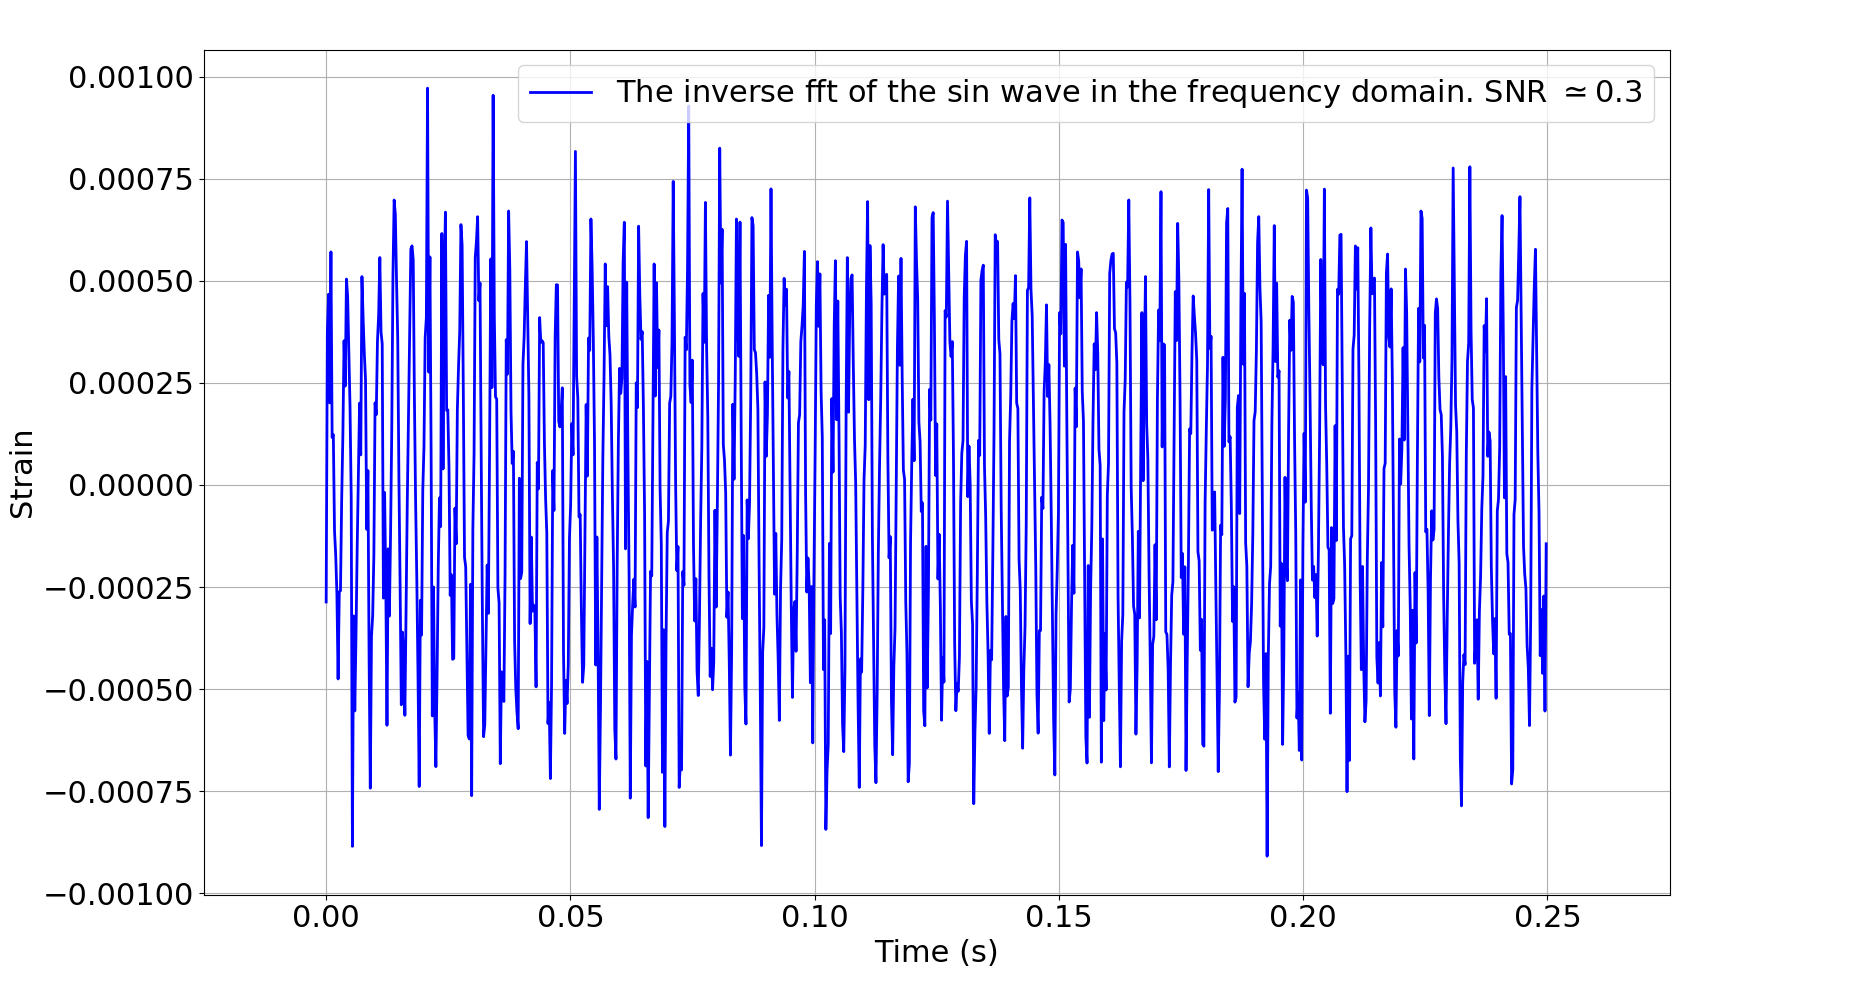 The inverse fft of the sin wave in the frequency domain. SNR ≃0.3
0.00100
0.00075
0.00050
0.00025
0.00000
−0.00025
−0.00050
−0.00075
−0.00100
Strain
0.00 0.05 0.10 0.15 0.20 0.25
Time (s)